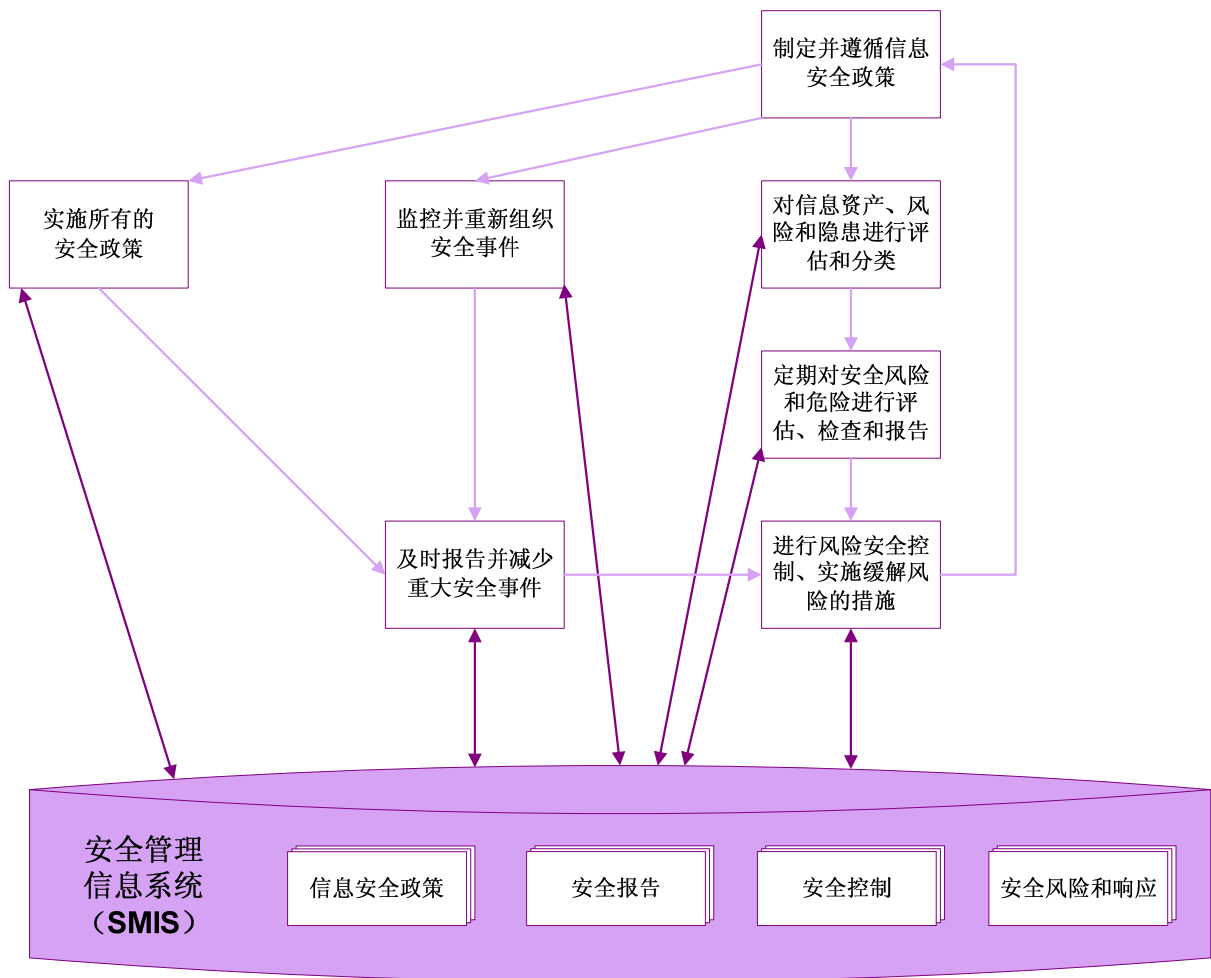 制定并遵循信息
安全政策
实施所有的
安全政策
监控并重新组织
安全事件
对信息资产、风
险和隐患进行评
估和分类
定期对安全风险
和危险进行评
估、检查和报告
及时报告并减少
重大安全事件
进行风险安全控
制、实施缓解风
险的措施
安全管理
信息系统
（SMIS）
信息安全政策
安全报告
安全控制
安全风险和响应